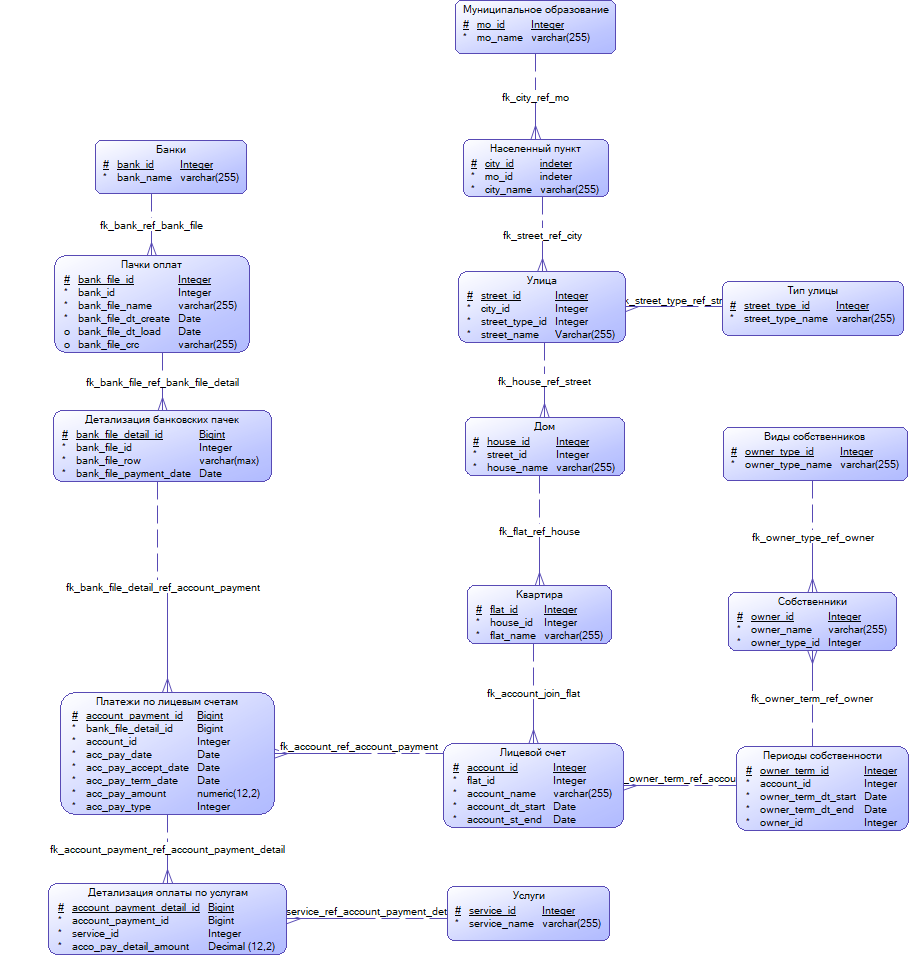 Муниципальное образование
# mo_id Integer
* mo_name varchar(255)
fk_city_ref_mo
Населенный пункт
# city_id indeter
* mo_id indeter
* city_name varchar(255)
fk_street_ref_city
Улица
# street_id Integer
* city_id Integer
* street_type_id Integer
* street_name Varchar(255)
k_street_type_ref_str
Тип улицы
# street_type_id Integer
* street_type_name varchar(255)
fk_house_ref_street
Дом
# house_id Integer
* street_id Integer
* house_name varchar(255)
fk_flat_ref_house
Квартира
# flat_id Integer
* house_id Integer
* flat_name varchar(255)
fk_account_join_flat
Лицевой счет
# account_id Integer
* flat_id Integer
* account_name varchar(255)
* account_dt_start Date
* account_st_end Date
Банки
# bank_id Integer
* bank_name varchar(255)
fk_bank_ref_bank_file
Пачки оплат
# bank_file_id Integer
* bank_id Integer
* bank_file_name varchar(255)
* bank_file_dt_create Date
o bank_file_dt_load Date
o bank_file_crc varchar(255)
fk_bank_file_ref_bank_file_detail
Детализация банковских пачек
# bank_file_detail_id Bigint
* bank_file_id Integer
* bank_file_row varchar(max)
* bank_file_payment_date Date
fk_bank_file_detail_ref_account_payment
Платежи по лицевым счетам
# account_payment_id Bigint
* bank_file_detail_id Bigint
* account_id Integer
* acc_pay_date Date
* acc_pay_accept_date Date
* acc_pay_term_date Date
* acc_pay_amount numeric(12,2)
* acc_pay_type Integer
fk_account_ref_account_payment
fk_account_payment_ref_account_payment_detail
Детализация оплаты по услугам
# account_payment_detail_id Bigint
* account_payment_id Bigint
* service_id Integer
* acco_pay_detail_amount Decimal (12,2)
service_ref_account_payment_det
Услуги
# service_id Integer
* service_name varchar(255)
Виды собственников
# owner_type_id Integer
* owner_type_name varchar(255)
fk_owner_type_ref_owner
Собственники
# owner_id Integer
* owner_name varchar(255)
* owner_type_id Integer
fk_owner_term_ref_owner
Периоды собственности
# owner_term_id Integer
* account_id Integer
* owner_term_dt_start Date
* owner_term_dt_end Date
* owner_id Integer
_owner_term_ref_accou